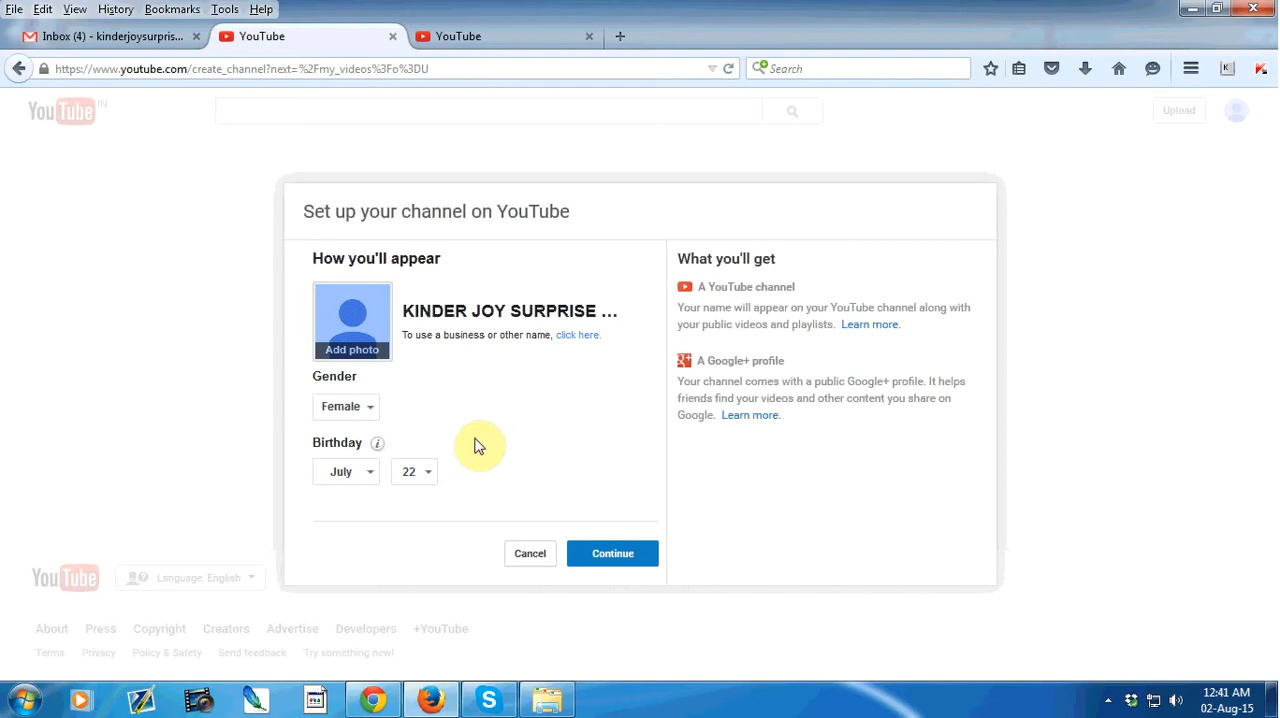 File Edit View History Bookmarks Tools Help
Inbox (4) - kinderjoysurpris... × YouTube × YouTube × +
https://www.youtube.com/create_channel?next=%2Fmy_videos%3Fo%3DU Search
YouTube IN Upload
Set up your channel on YouTube
How you'll appear
KINDER JOY SURPRISE ...
To use a business or other name, click here.
Add photo
Gender
Female
Birthday
July 22
Cancel Continue
What you'll get
A YouTube channel
Your name will appear on your YouTube channel along with
your public videos and playlists. Learn more.
A Google+ profile
Your channel comes with a public Google+ profile. It helps
friends find your videos and other content you share on
Google. Learn more.
YouTube Language: English
About Press Copyright Creators Advertise Developers +YouTube
Terms Privacy Policy & Safety Send feedback Try something new!
12:41 AM
02-Aug-15